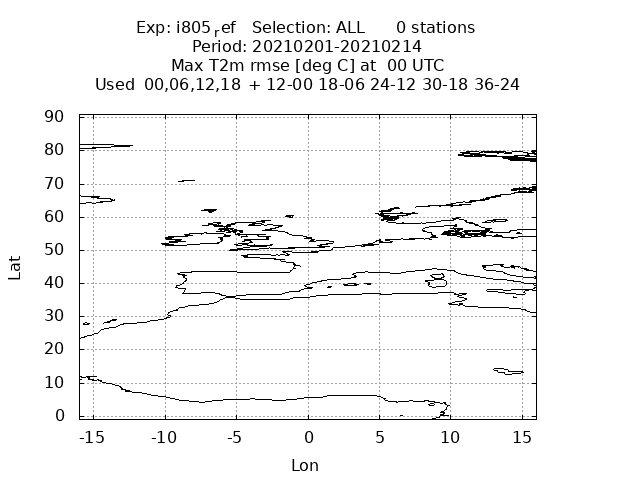 Exp: i805ref   Selection: ALL      0 stations
Period: 20210201-20210214
Max T2m rmse [deg C] at  00 UTC
Used  00,06,12,18  + 12-00 18-06 24-12 30-18 36-24
90
80
70
60
50
40
30
20
10
0
Lat
-15 -10 -5 0 5 10 15
Lon